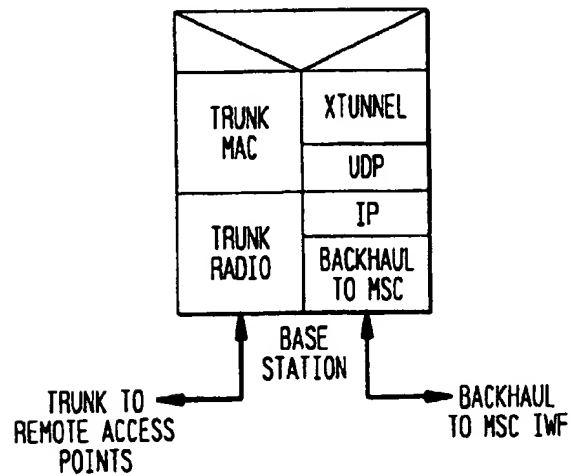 TRUNK
MAC
XTUNNEL
UDP
TRUNK
RADIO
IP
BACKHAUL
TO MSC
BASE
STATION
TRUNK TO
REMOTE ACCESS
POINTS
BACKHAUL
TO MSC IWF